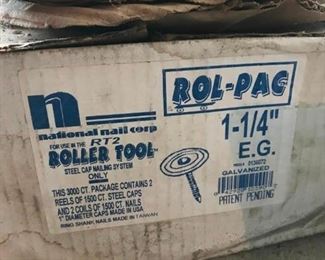 n
national nail corp
FOR USE IN THE RT2
ROLLER TOOL™
STEEL CAP NAILING SYSTEM
ONLY
THIS 3000 CT. PACKAGE CONTAINS 2
REELS OF 1500 CT. STEEL CAPS
AND 2 COILS OF 1500 CT. NAILS
1" DIAMETER CAPS MADE IN USA
RING SHANK NAILS MADE IN TAIWAN
ROL-PAC
1-1/4"
E.G.
GALVANIZED
PATENT PENDING